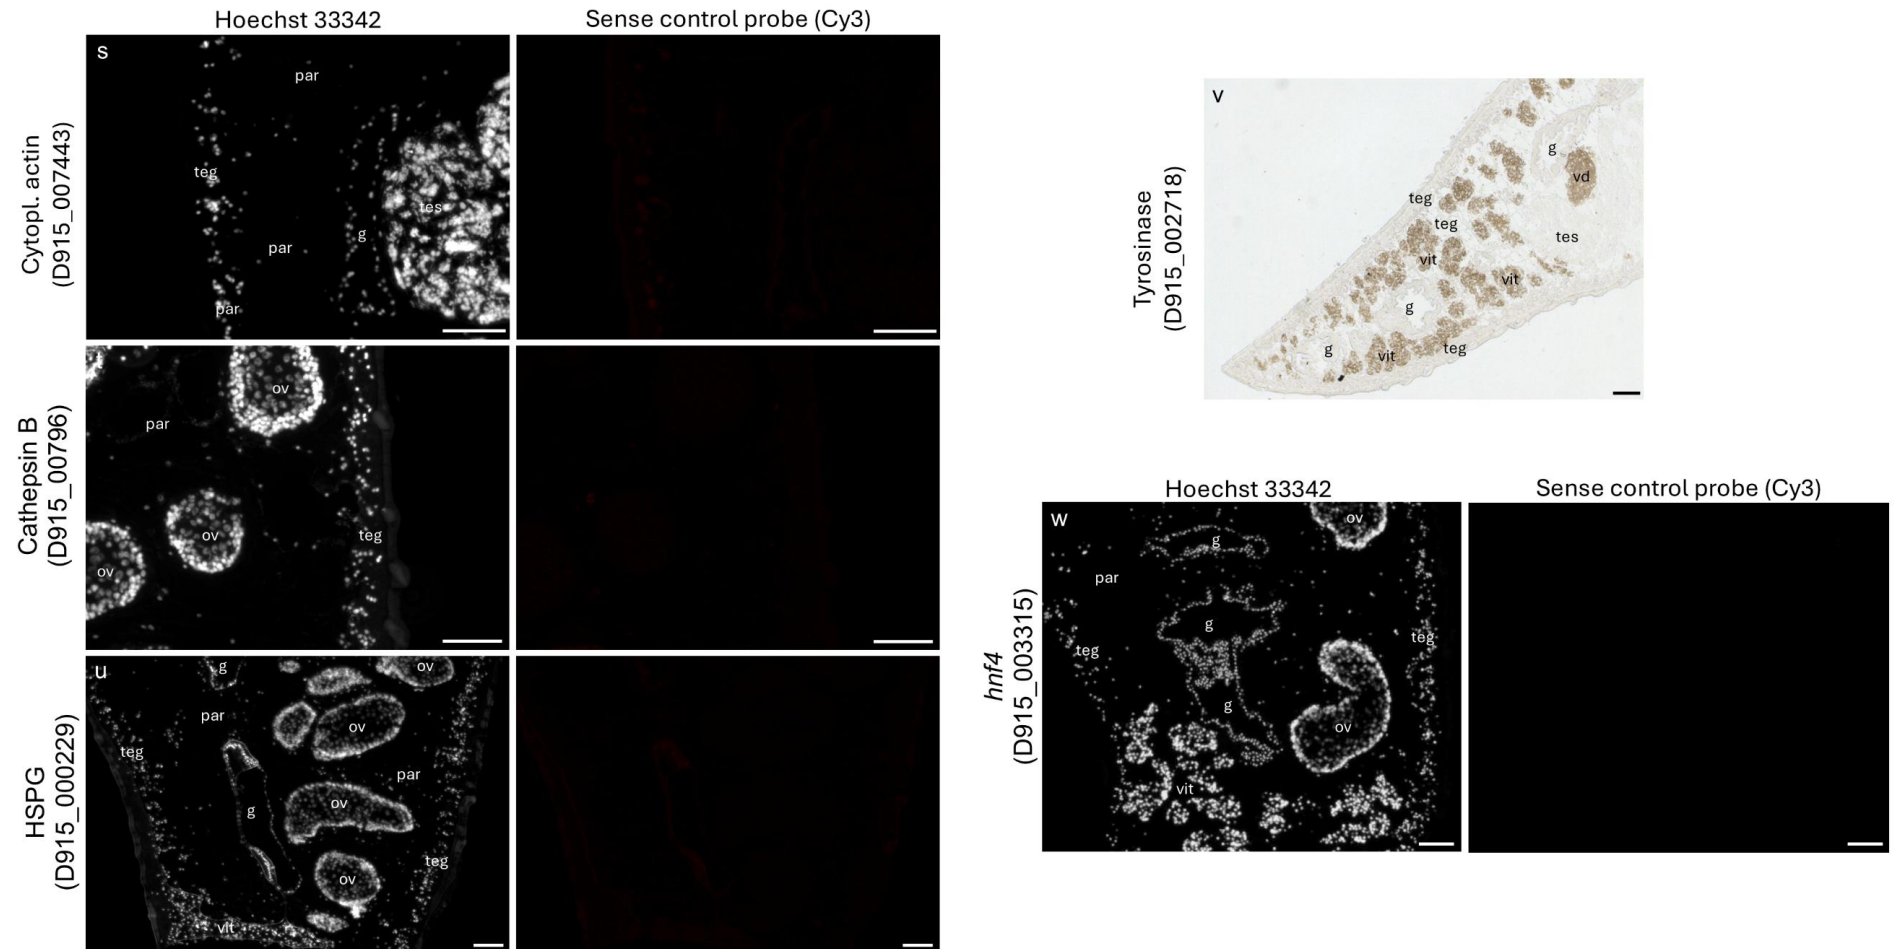 Hoechst 33342
Sense control probe (Cy3)
Cytopl. actin
(D915_007443)
s
par
teg
tes
g
par
par
Cathepsin B
(D915_00796)
ov
par
ov
teg
ov
HSPG
(D915_000229)
u
g
ov
par
ov
teg
par
ov
g
teg
ov
vit
Tyrosinase
(D915_002718)
v
g
vd
teg
teg
tes
vit
vit
g
g
vit
teg
Hoechst 33342
Sense control probe (Cy3)
hnf4
(D915_003315)
w
ov
g
par
g
teg
teg
g
ov
vit